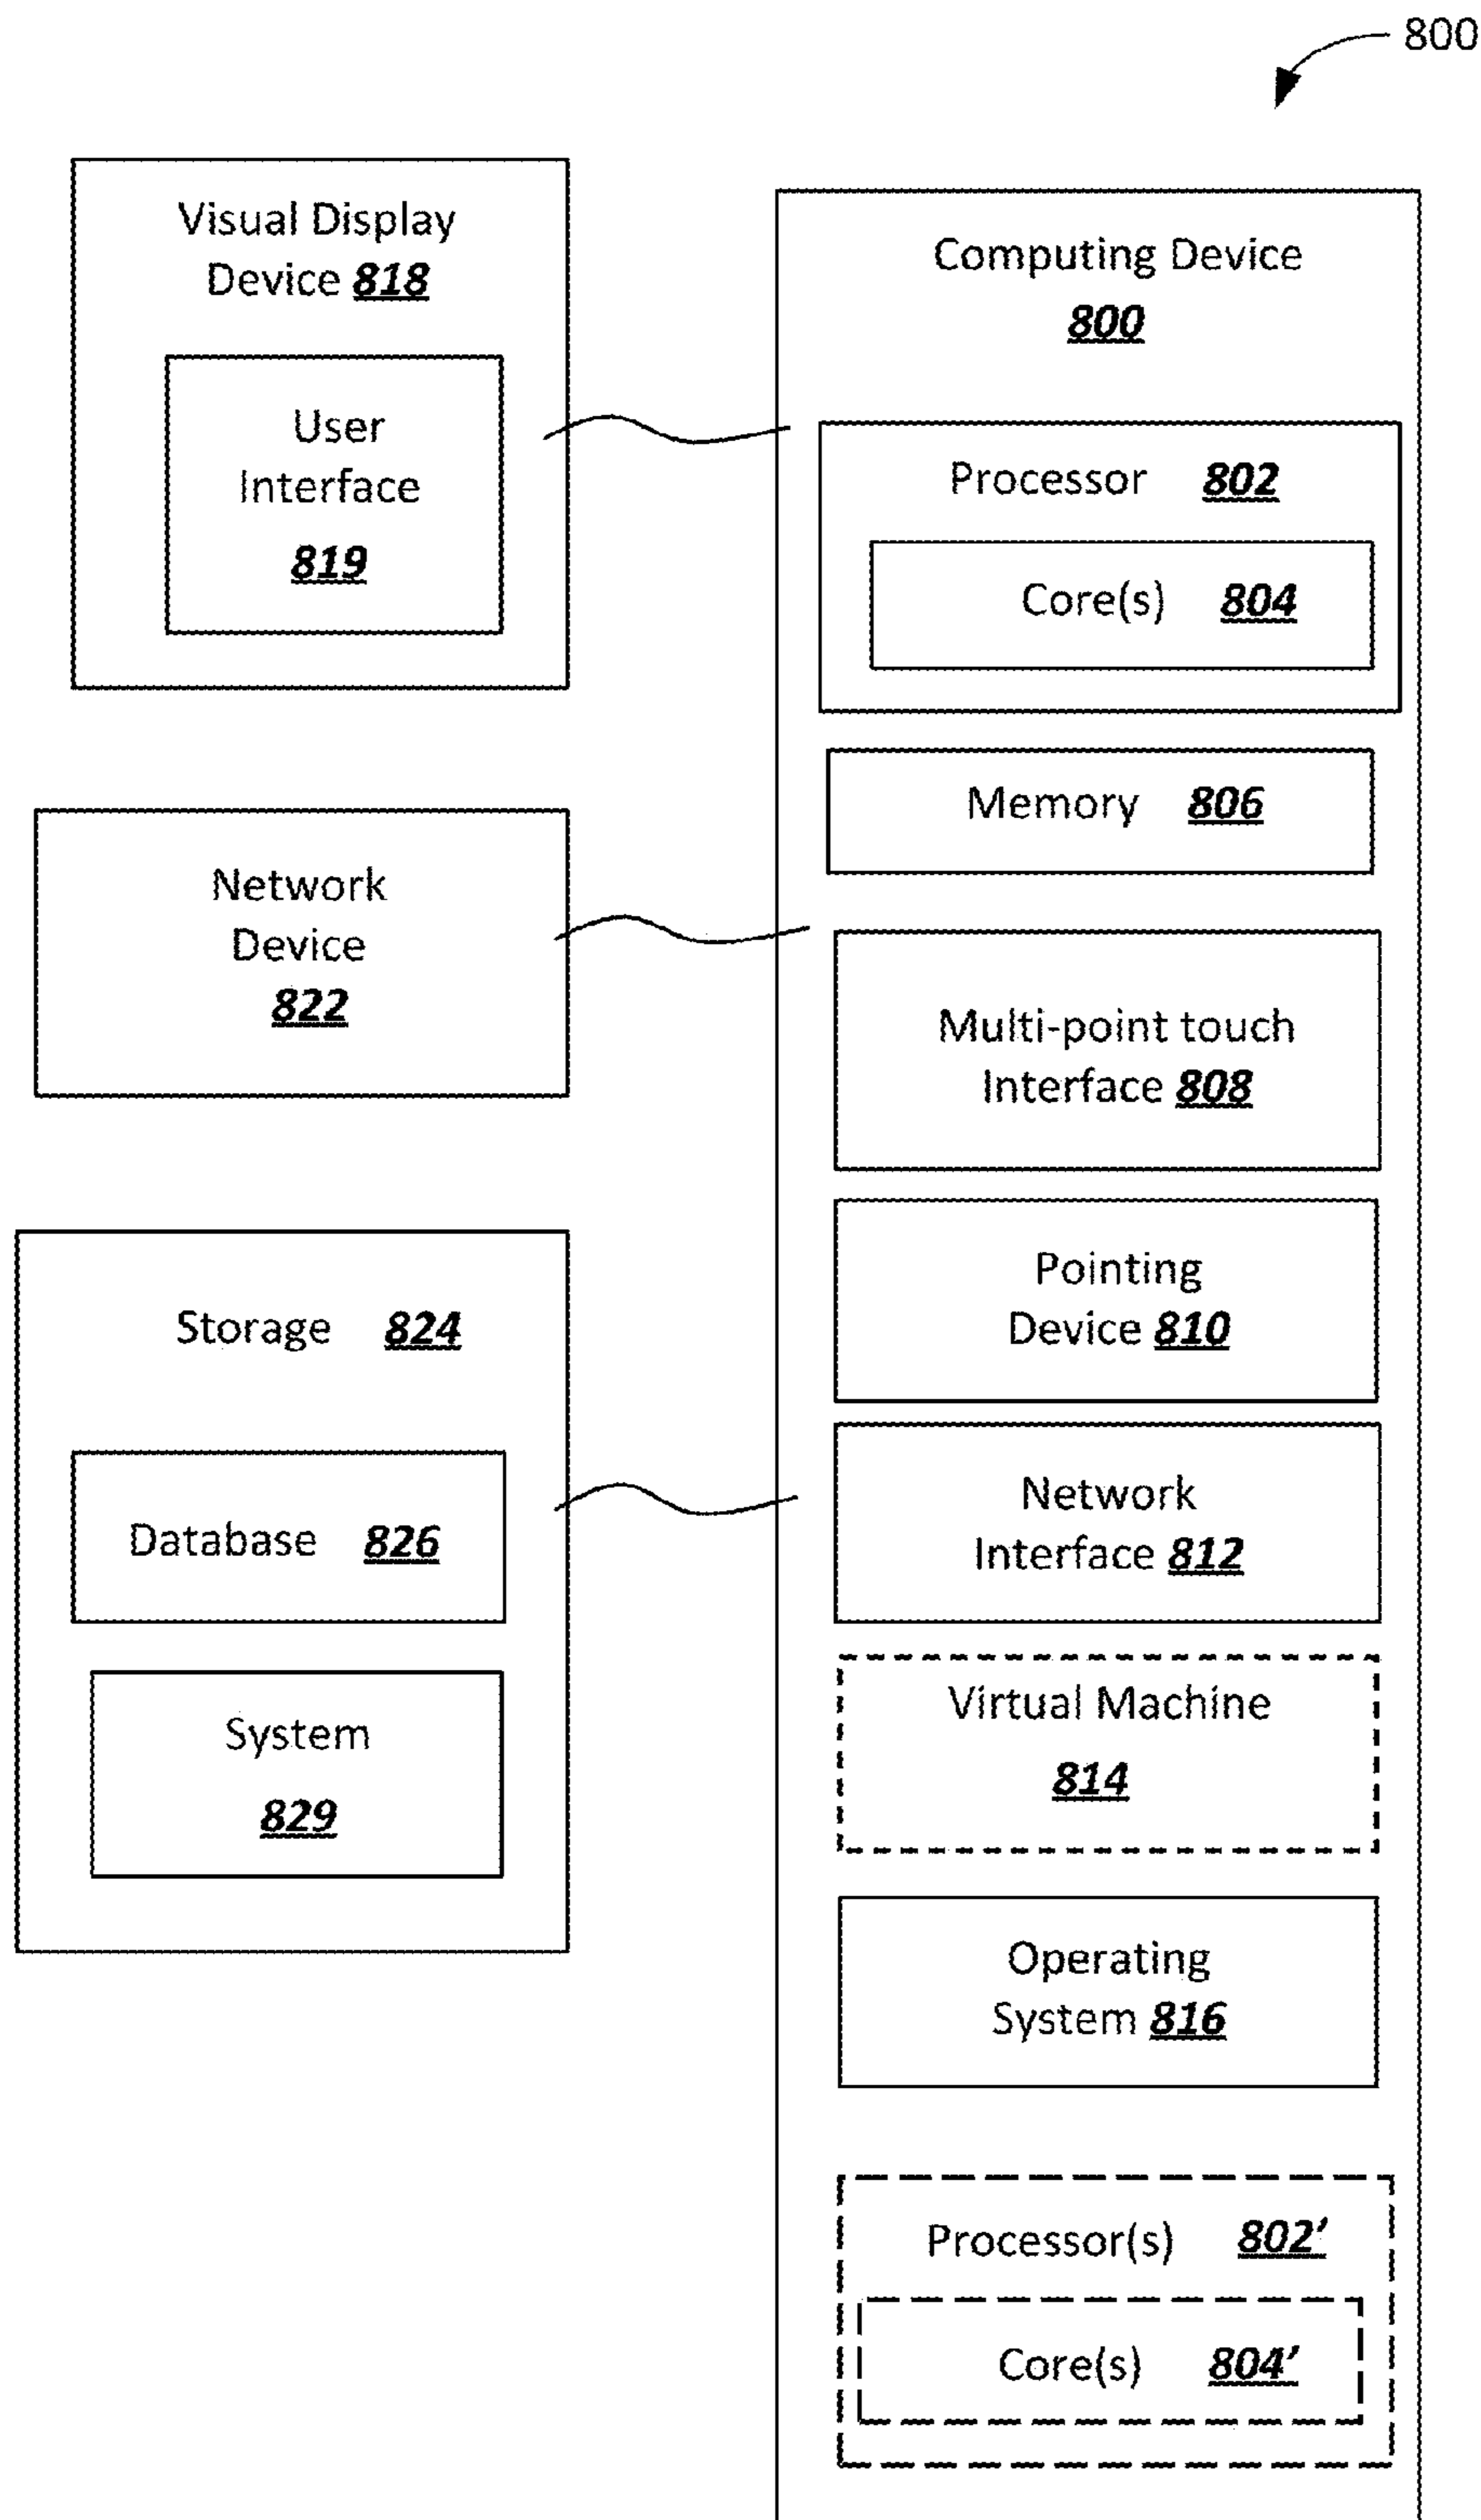 800
Visual Display
Device 818
User
Interface
819
Network
Device
822
Storage 824
Database 826
System
829
Computing Device
800
Processor 802
Core(s) 804
Memory 806
Multi-point touch
Interface 808
Pointing
Device 810
Network
Interface 812
Virtual Machine
814
Operating
System 816
Processor(s) 802'
Core(s) 804'